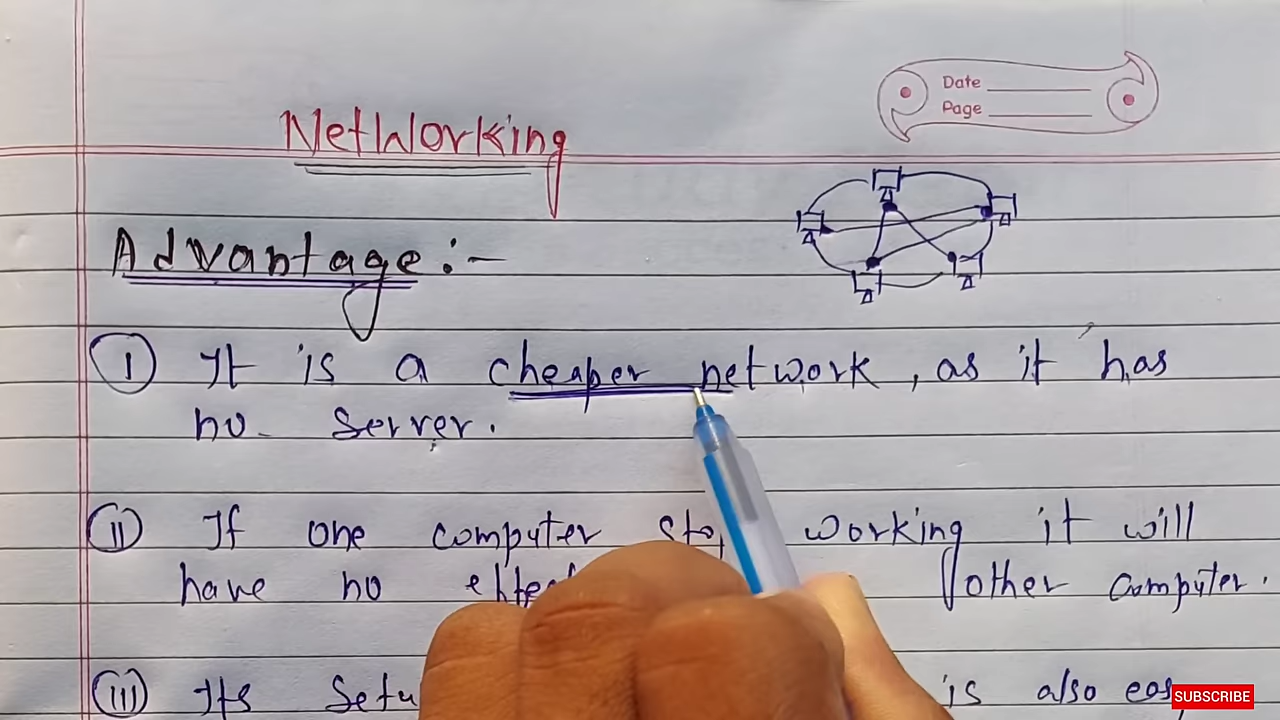 Date
Page
NetWorking
Advantage :-
(i) It is a cheaper network, as it has
no server.
(ii) If one computer working it will
have no other computer.
(iii) Its is also
SUBSCRIBE